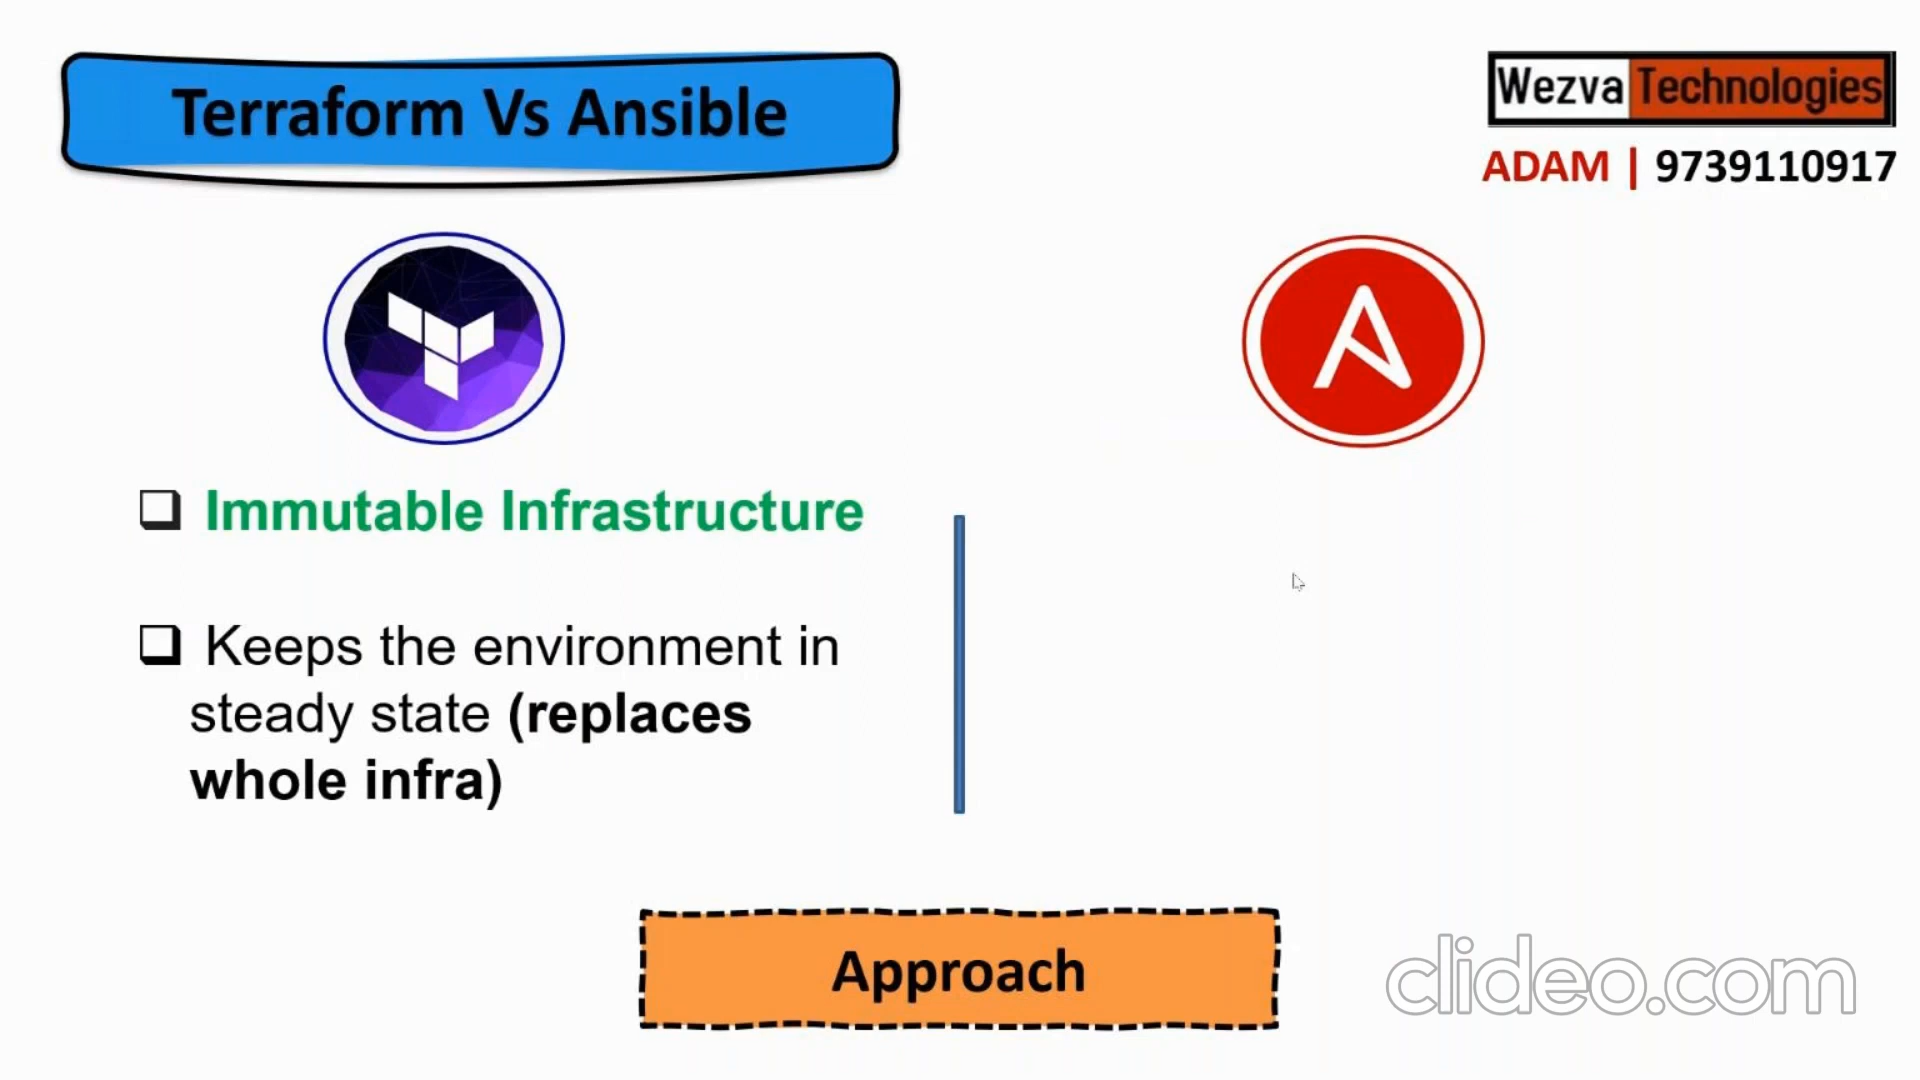 Terraform Vs Ansible
Wezva Technologies
ADAM | 9739110917
Immutable Infrastructure
Keeps the environment in
steady state (replaces
whole infra)
Approach
clideo.com